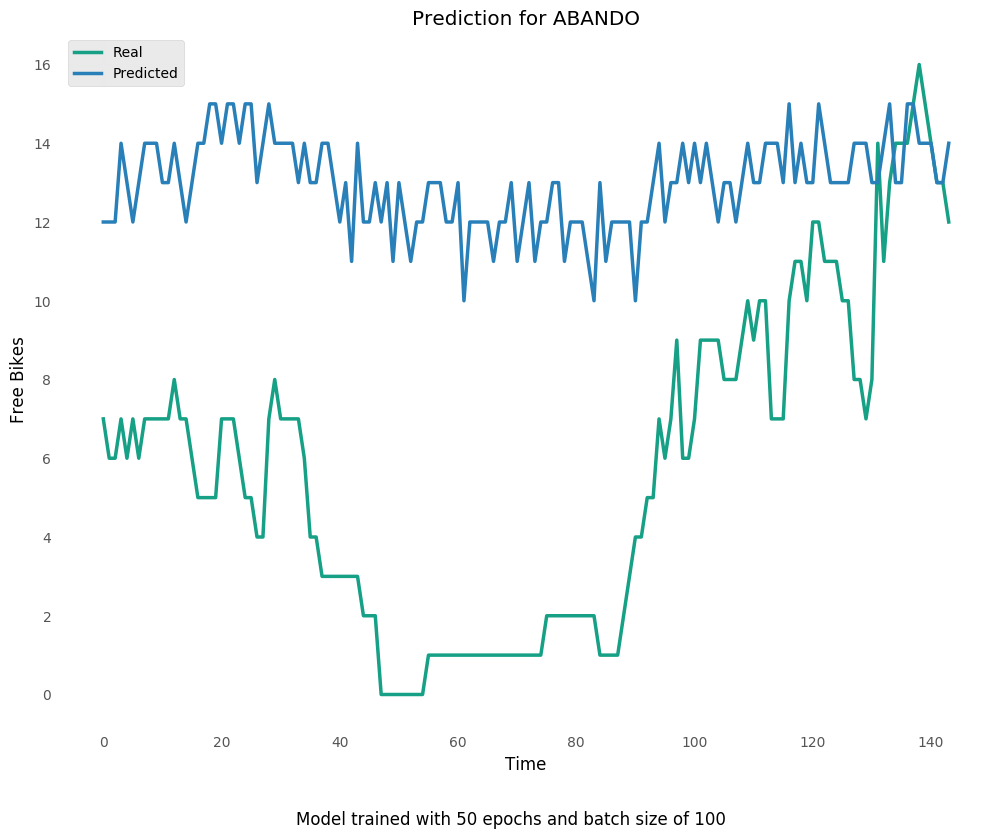 Prediction for ABANDO
Real
Predicted
16
14
12
10
8
6
4
2
0
Free Bikes
0 20 40 60 80 100 120 140
Time
Model trained with 50 epochs and batch size of 100